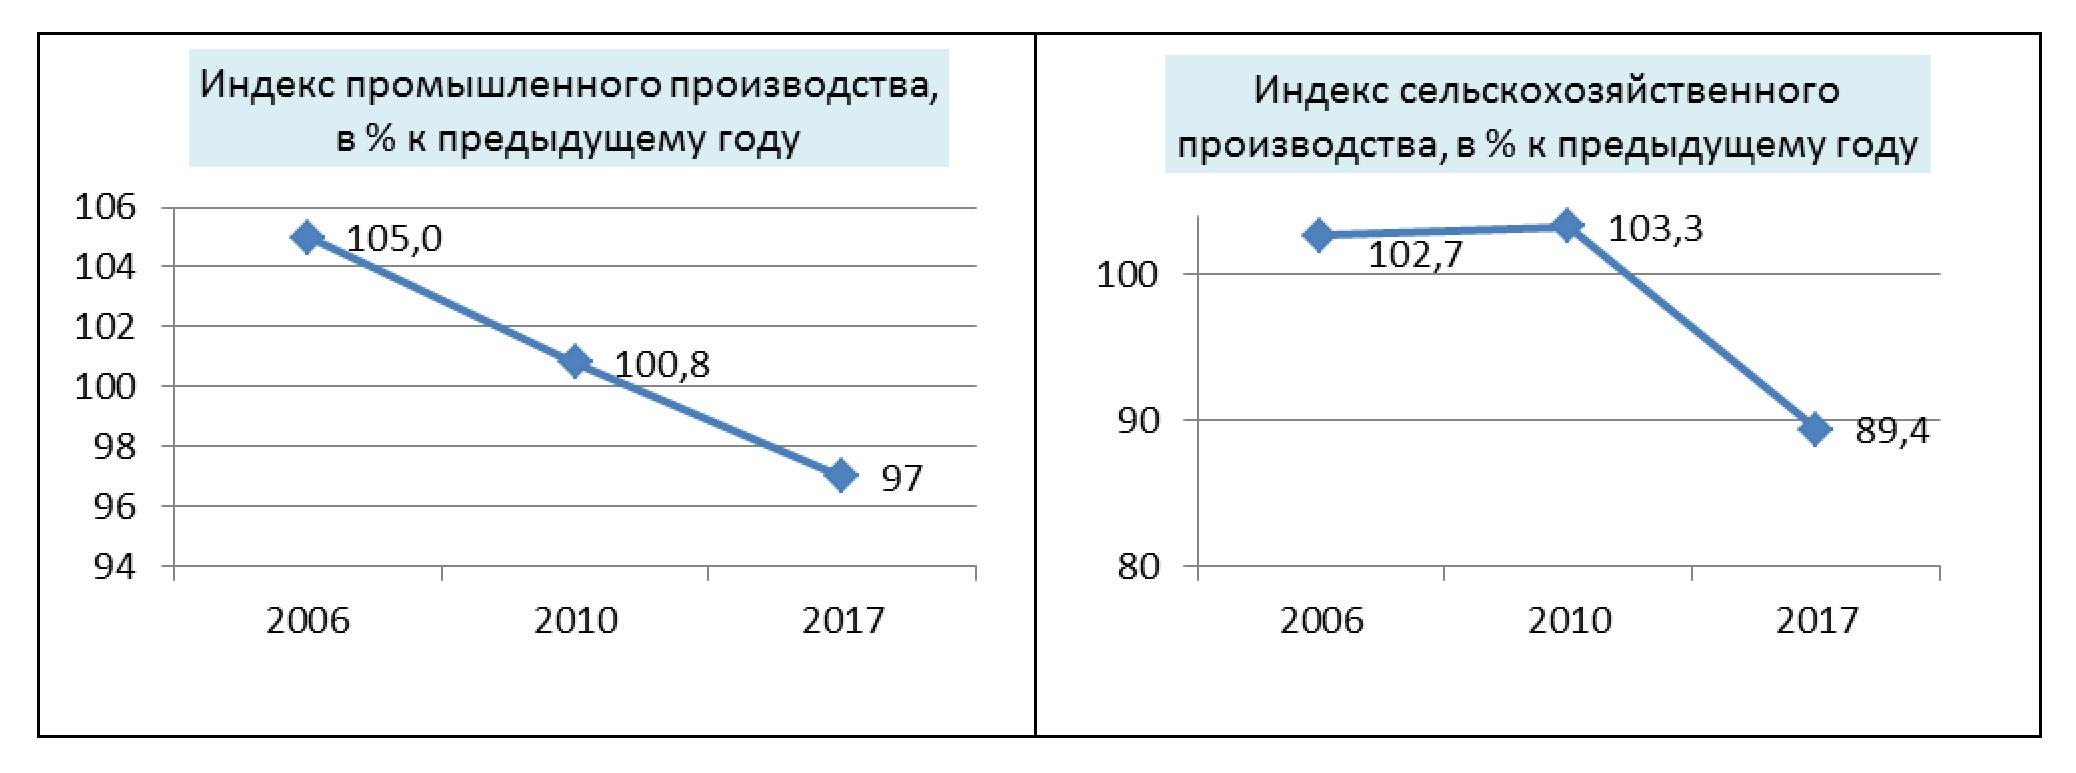 Индекс промышленного производства,
в % к предыдущему году
106
104
102
100
98
96
94
105,0
100,8
97
2006 2010 2017
Индекс сельскохозяйственного
производства, в % к предыдущему году
100
90
80
102,7
103,3
89,4
2006 2010 2017